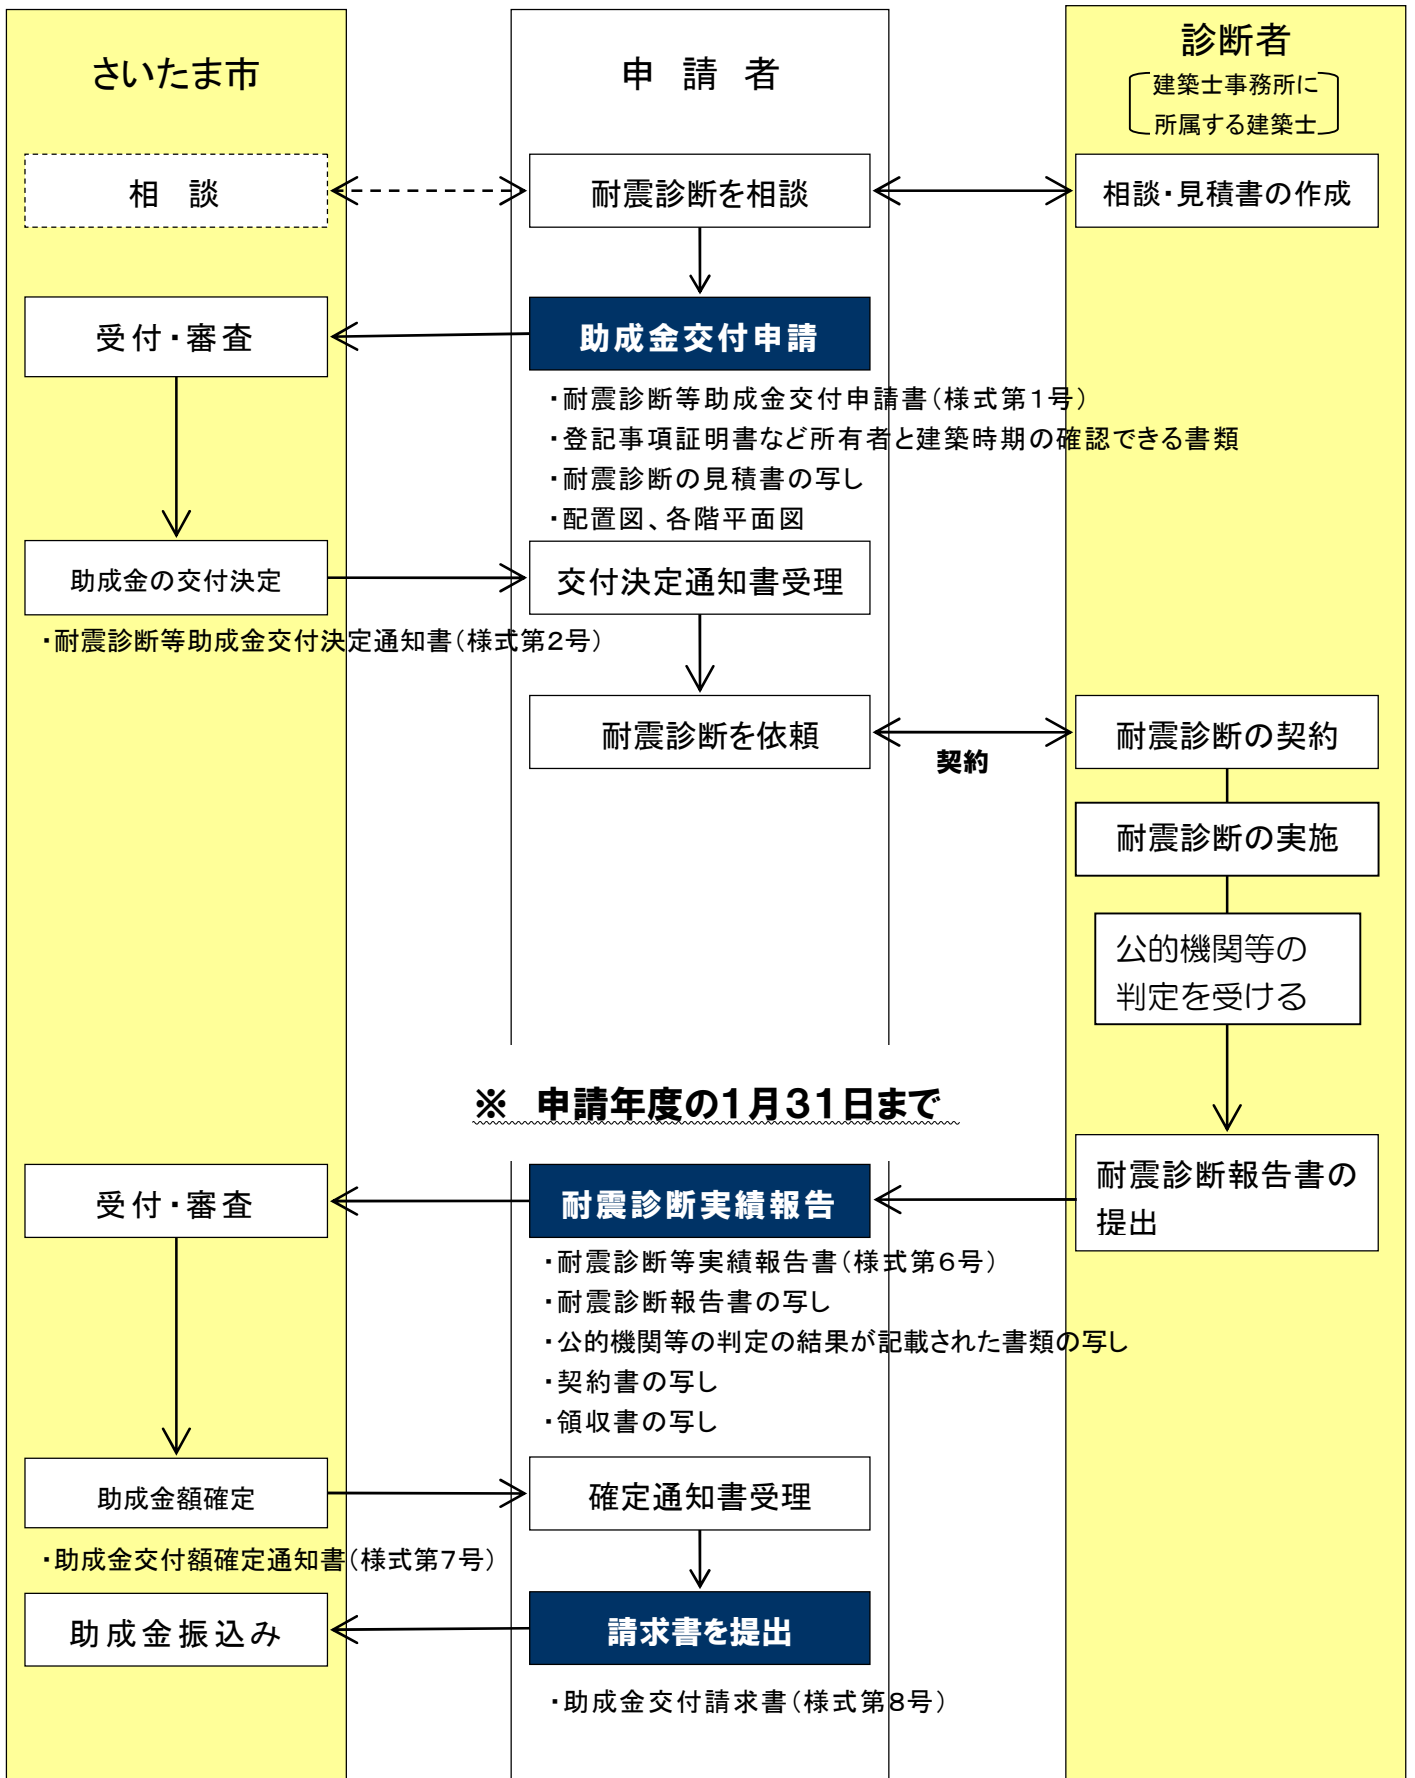 さいたま市
申請者
診断者
建築士事務所に
所属する建築士
相談
耐震診断を相談
相談・見積書の作成
受付・審査
助成金交付申請
・耐震診断等助成金交付申請書（様式第１号）
・登記事項証明書など所有者と建築時期の確認できる書類
・耐震診断の見積書の写し
・配置図、各階平面図
助成金の交付決定
交付決定通知書受理
・耐震診断等助成金交付決定通知書（様式第２号）
耐震診断を依頼
契約
耐震診断の契約
耐震診断の実施
公的機関等の
判定を受ける
※　申請年度の１月３１日まで
受付・審査
耐震診断実績報告
耐震診断報告書の
提出
・耐震診断等実績報告書（様式第６号）
・耐震診断報告書の写し
・公的機関等の判定の結果が記載された書類の写し
・契約書の写し
・領収書の写し
助成金額確定
確定通知書受理
・助成金交付額確定通知書（様式第７号）
助成金振込み
請求書を提出
・助成金交付請求書（様式第８号）